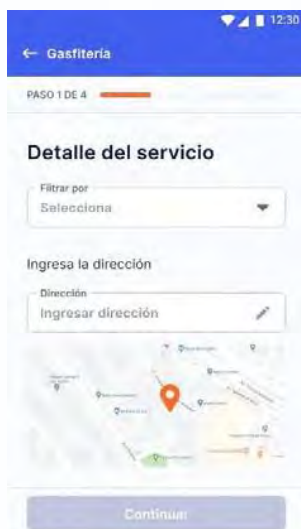 12:30
← Gasfitería
PASO 1 DE 4
Detalle del servicio
Filtrar por
Selecciona
Ingresa la dirección
Dirección
Ingresar dirección
Continuar